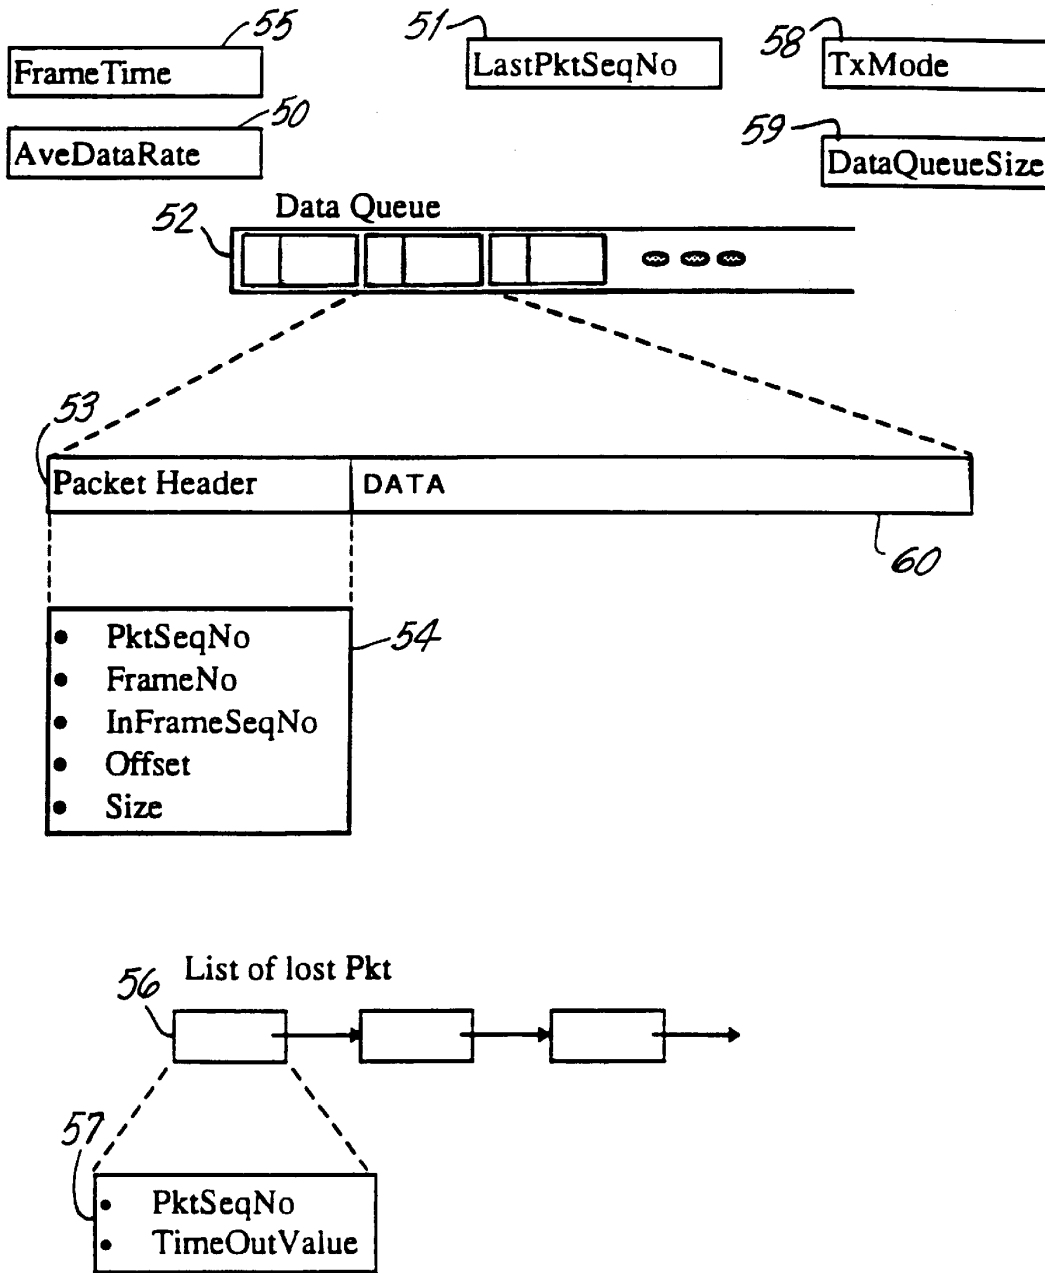 55
51
58
FrameTime
LastPktSeqNo
TxMode
50
59
AveDataRate
DataQueueSize
52
Data Queue
53
Packet Header
DATA
60
54
• PktSeqNo
• FrameNo
• InFrameSeqNo
• Offset
• Size
56
List of lost Pkt
57
• PktSeqNo
• TimeOutValue